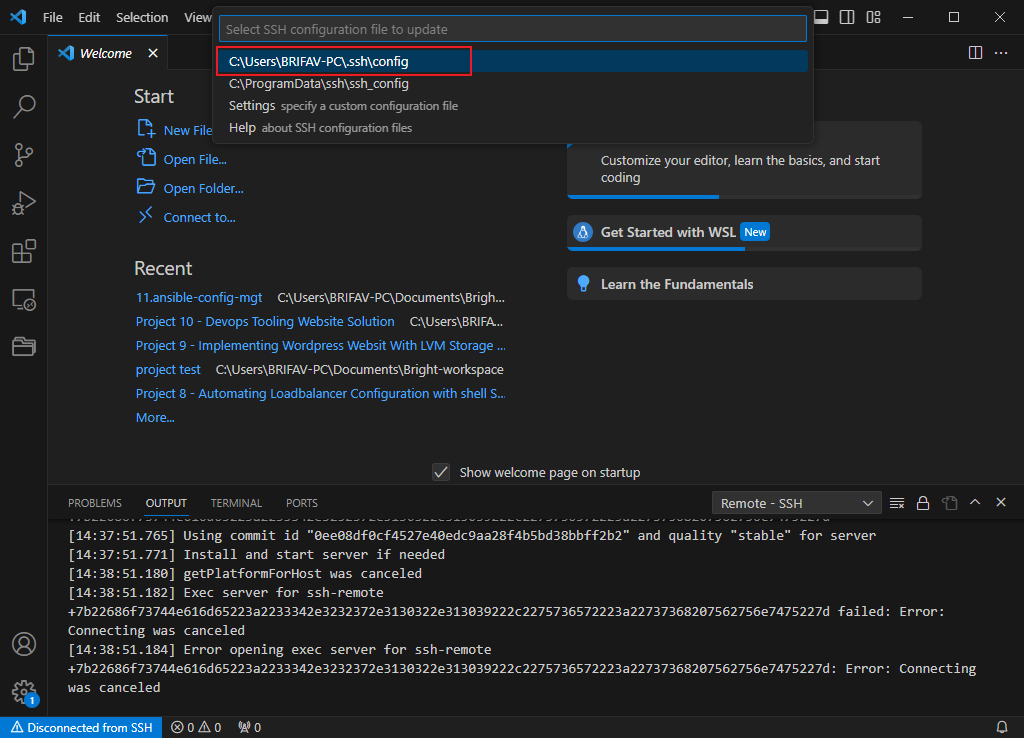 File Edit Selection View
Select SSH configuration file to update
C:\Users\BRIFAV-PC\.ssh\config
C:\ProgramData\ssh\ssh_config
Settings specify a custom configuration file
Help about SSH configuration files
Welcome
Start
New File
Open File...
Open Folder...
Connect to...
Recent
11.ansible-config-mgt C:\Users\BRIFAV-PC\Documents\Brigh...
Project 10 - Devops Tooling Website Solution C:\Users\BRIFA...
Project 9 - Implementing Wordpress Websit With LVM Storage ...
project test C:\Users\BRIFAV-PC\Documents\Bright-workspace
Project 8 - Automating Loadbalancer Configuration with shell S...
More...
Customize your editor, learn the basics, and start
coding
Get Started with WSL New
Learn the Fundamentals
Show welcome page on startup
PROBLEMS OUTPUT TERMINAL PORTS
Remote - SSH
[14:37:51.765] Using commit id "0ee08df0cf4527e40edc9aa28f4b5bd38bbff2b2" and quality "stable" for server
[14:37:51.771] Install and start server if needed
[14:38:51.180] getPlatformForHost was canceled
[14:38:51.182] Exec server for ssh-remote
+7b22686f73744e616d65223a2233342e3232372e3130322e313039222c2275736572223a22737368207562756e7475227d failed: Error:
Connecting was canceled
[14:38:51.184] Error opening exec server for ssh-remote
+7b22686f73744e616d65223a2233342e3232372e3130322e313039222c2275736572223a22737368207562756e7475227d: Error: Connecting
was canceled
1
Disconnected from SSH 0 0 0